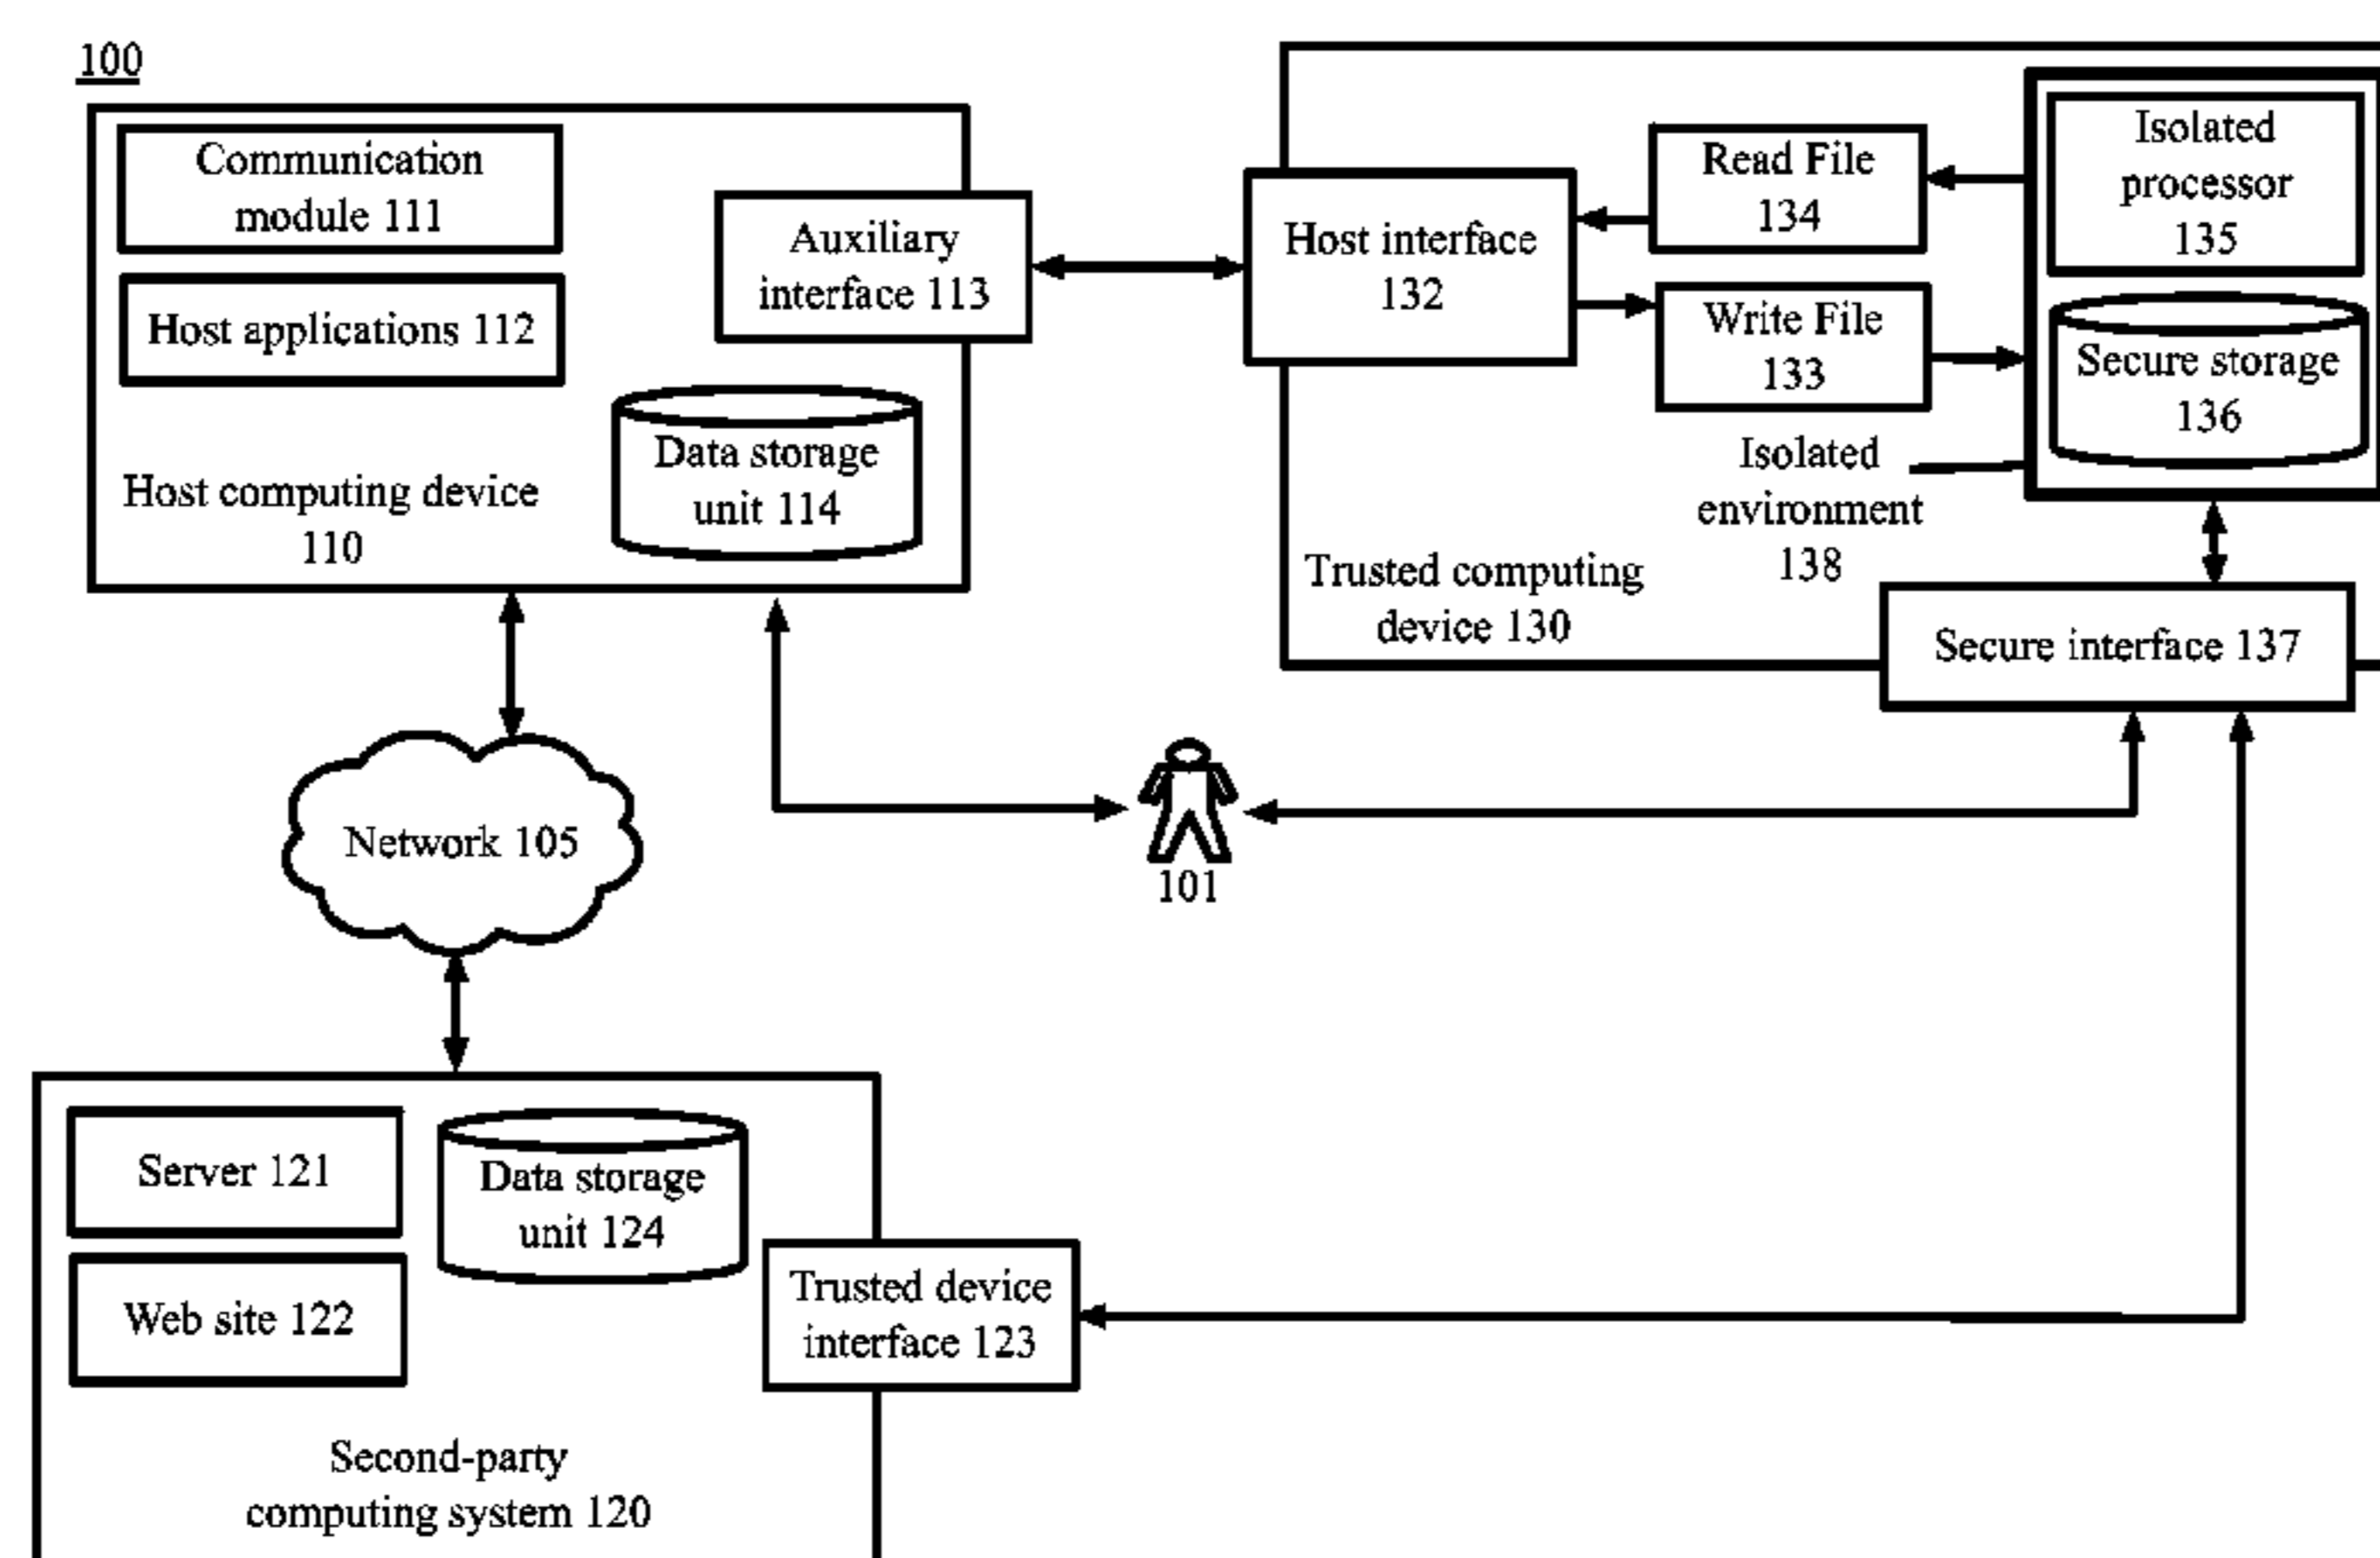 100
Communication
module 111
Host applications 112
Auxiliary
interface 113
Data storage
unit 114
Host computing device
110
Host interface
132
Read File
134
Write File
133
Isolated
processor
135
Secure storage
136
Isolated
environment
138
Trusted computing
device 130
Secure interface 137
Network 105
101
Server 121
Data storage
unit 124
Web site 122
Trusted device
interface 123
Second-party
computing system 120